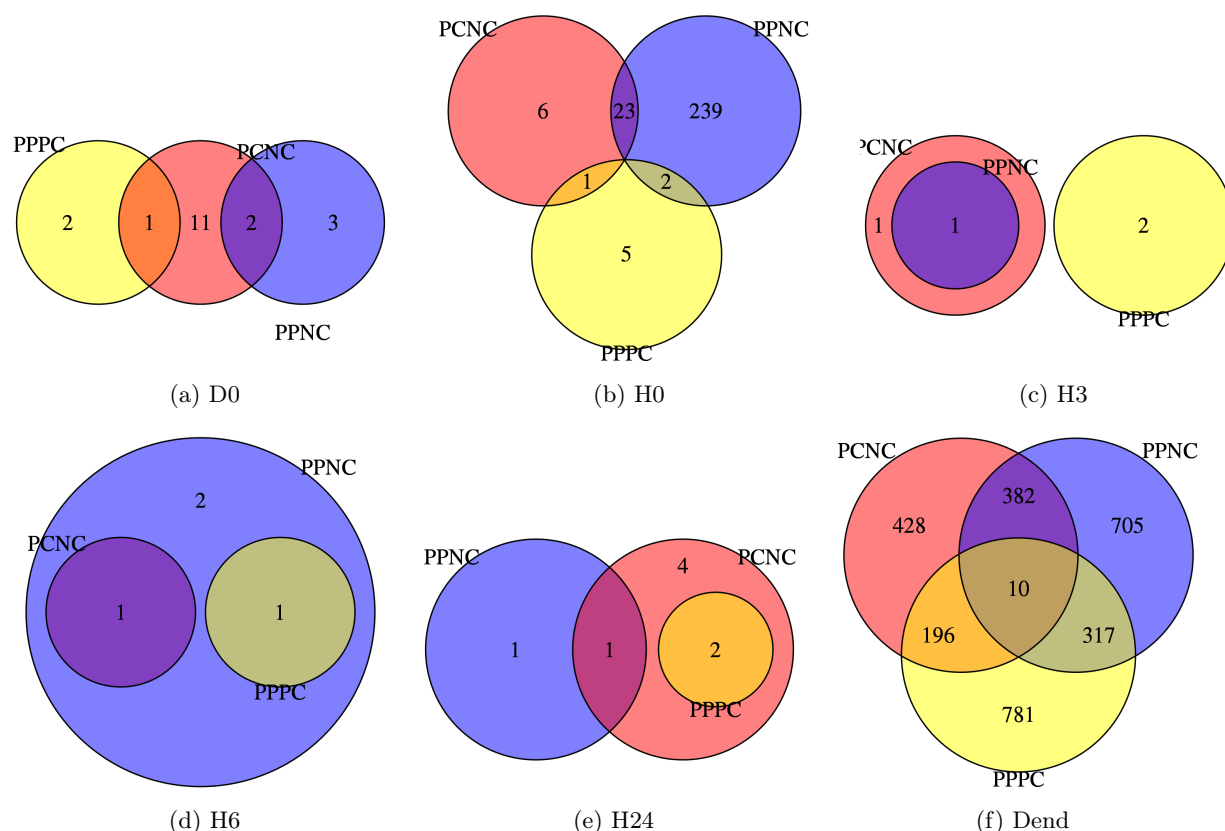 PPPC
PCNC
2
1
11
2
3
PPNC
(a) D0
PCNC
PPNC
6
23
239
1
2
5
PPPC
(b) H0
PCNC
PPNC
1
1
2
PPPC
(c) H3
PPNC
2
PCNC
1
1
PPPC
(d) H6
PPNC
PCNC
4
1
1
2
PPPC
(e) H24
PCNC
PPNC
382
428
705
10
196
317
781
PPPC
(f) Dend